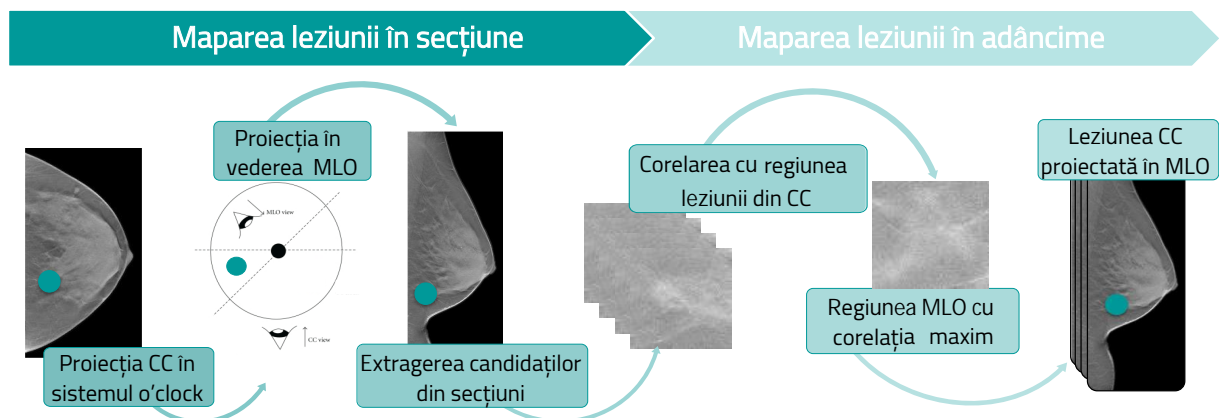 Maparea leziunii în secțiune
Maparea leziunii în adâncime
Proiecția CC în
sistemul o'clock
Proiecția în
vederea MLO
MLO view
CC view
Extragerea candidaților
din secțiuni
Corelarea cu regiunea
leziunii din CC
Regiunea MLO cu
corelația maxim
Leziunea CC
proiectată în MLO